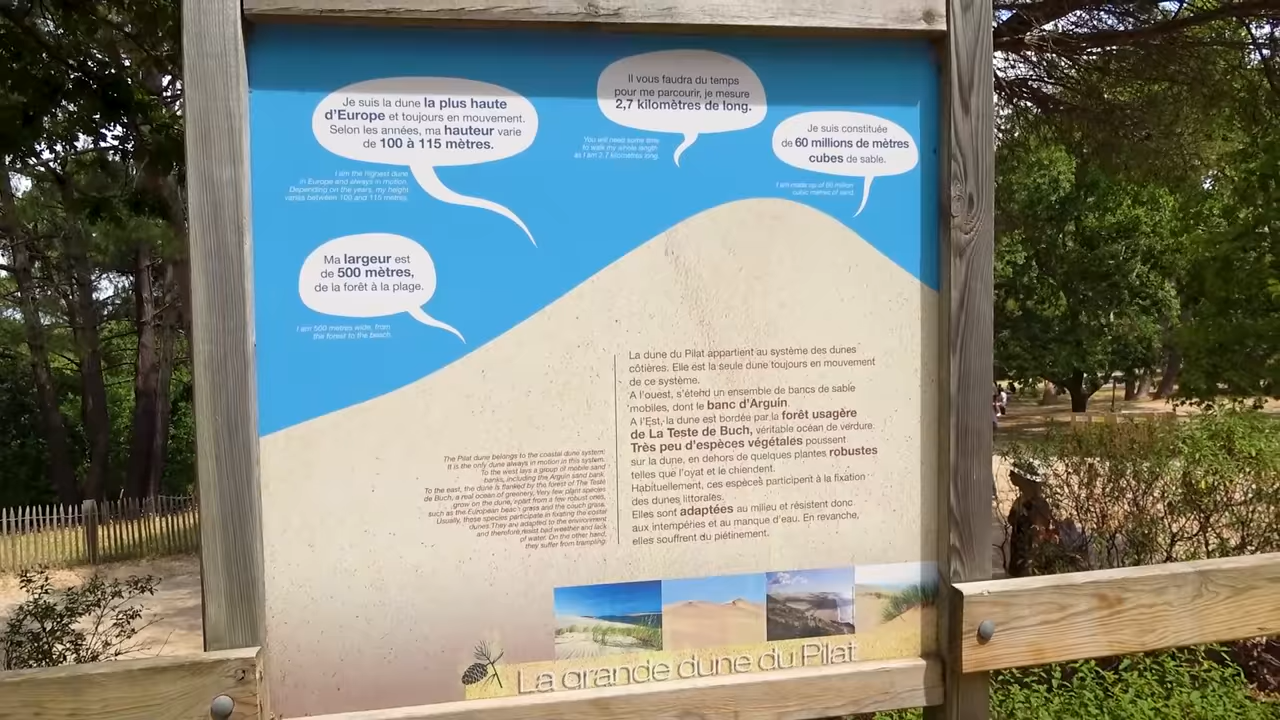 Je suis la dune la plus haute
d'Europe et toujours en mouvement.
Selon les années, ma hauteur varie
de 100 à 115 mètres.
I am the highest dune
in Europe and always in motion.
Depending on the years, my height
varies between 100 and 115 metres.
Il vous faudra du temps
pour me parcourir, je mesure
2,7 kilomètres de long.
You will need some time
to walk my whole length
as I am 2.7 kilometres long.
Je suis constituée
de 60 millions de mètres
cubes de sable.
I am made up of 60 million
cubic metres of sand.
Ma largeur est
de 500 mètres,
de la forêt à la plage.
I am 500 metres wide, from
the forest to the beach.
La dune du Pilat appartient au système des dunes
côtières. Elle est la seule dune toujours en mouvement
de ce système.
A l'ouest, s'étend un ensemble de bancs de sable
mobiles, dont le banc d'Arguin.
A l'Est, la dune est bordée par la forêt usagère
de La Teste de Buch, véritable océan de verdure.
Très peu d'espèces végétales poussent
sur la dune, en dehors de quelques plantes robustes
telles que l'oyat et le chiendent.
Habituellement, ces espèces participent à la fixation
des dunes littorales.
Elles sont adaptées au milieu et résistent donc
aux intempéries et au manque d'eau. En revanche,
elles souffrent du piétinement.
The Pilat dune belongs to the coastal dune system.
It is the only dune always in motion in this system.
To the west lays a group of mobile sand
banks, including the Arguin sand bank.
To the east, the dune is flanked by the forest of The Teste
de Buch, a real ocean of greenery. Very few plant species
grow on the dune, apart from a few robust ones,
such as the European beach grass and the couch grass.
Usually, those species participate in fixating the costal
dunes They are adapted to the environment
and therefore resist bad weather and lack
of water. On the other hand,
they suffer from trampling.
La grande dune du Pilat